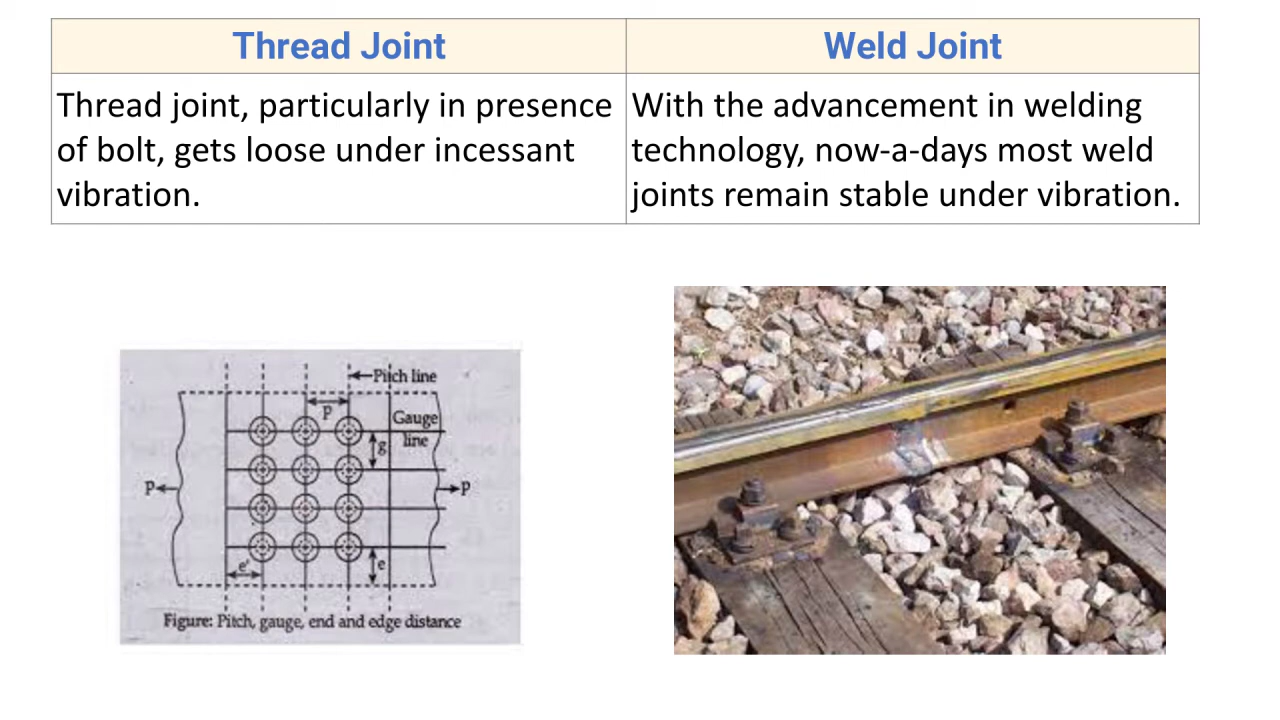 Thread Joint
Weld Joint
Thread joint, particularly in presence
of bolt, gets loose under incessant
vibration.
With the advancement in welding
technology, now-a-days most weld
joints remain stable under vibration.
Pitch line
P
Gauge
line
g
P
P
e'
e
Figure: Pitch, gauge, end and edge distance